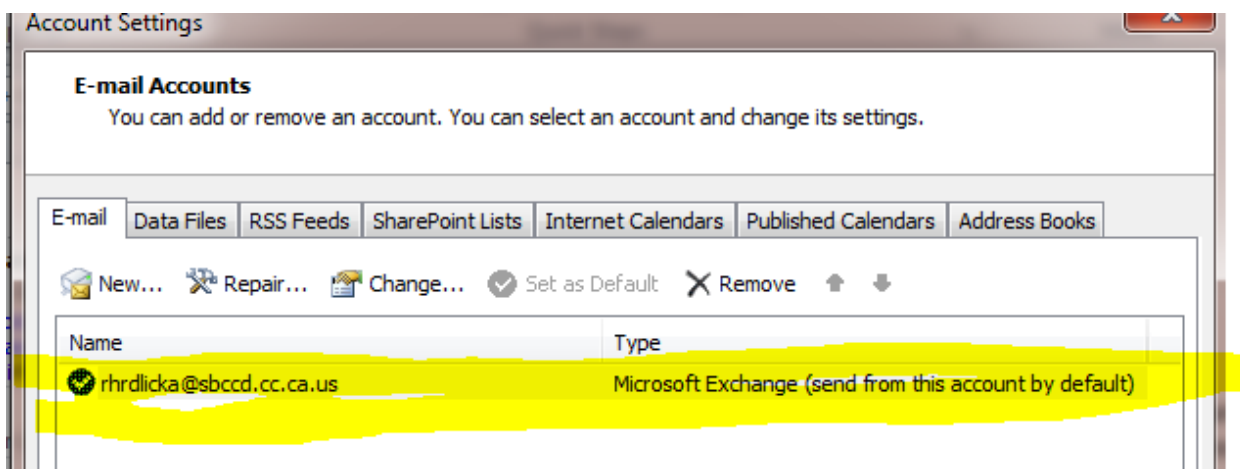 Account Settings
E-mail Accounts
You can add or remove an account. You can select an account and change its settings.
E-mail Data Files RSS Feeds SharePoint Lists Internet Calendars Published Calendars Address Books
New... Repair... Change... Set as Default Remove
Name Type
rhrdlicka@sbccd.cc.ca.us Microsoft Exchange (send from this account by default)